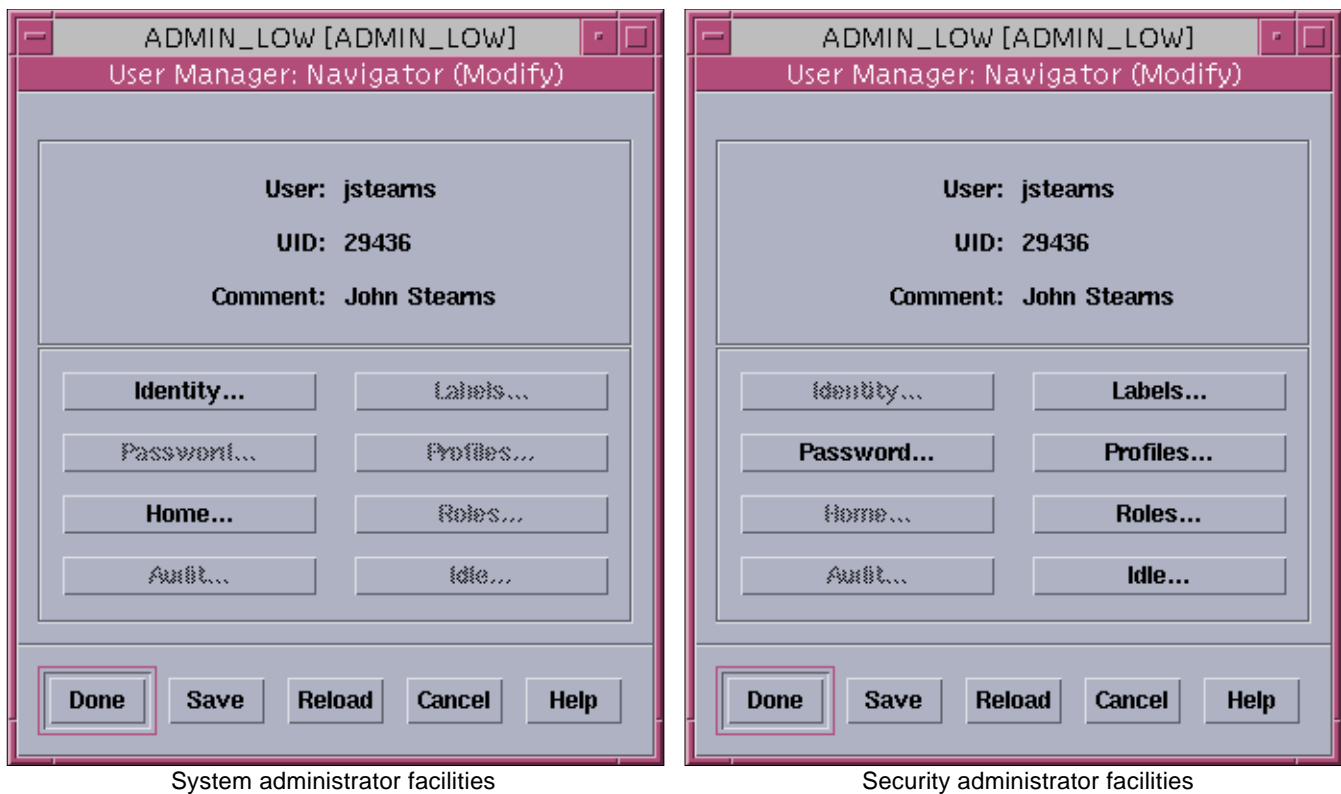 ADMIN_LOW [ADMIN_LOW]
User Manager: Navigator (Modify)
User: jstearns
UID: 29436
Comment: John Stearns
Identity... Labels...
Password... Profiles...
Home... Roles...
Audit... Idle...
Done Save Reload Cancel Help
System administrator facilities
ADMIN_LOW [ADMIN_LOW]
User Manager: Navigator (Modify)
User: jstearns
UID: 29436
Comment: John Stearns
Identity... Labels...
Password... Profiles...
Home... Roles...
Audit... Idle...
Done Save Reload Cancel Help
Security administrator facilities